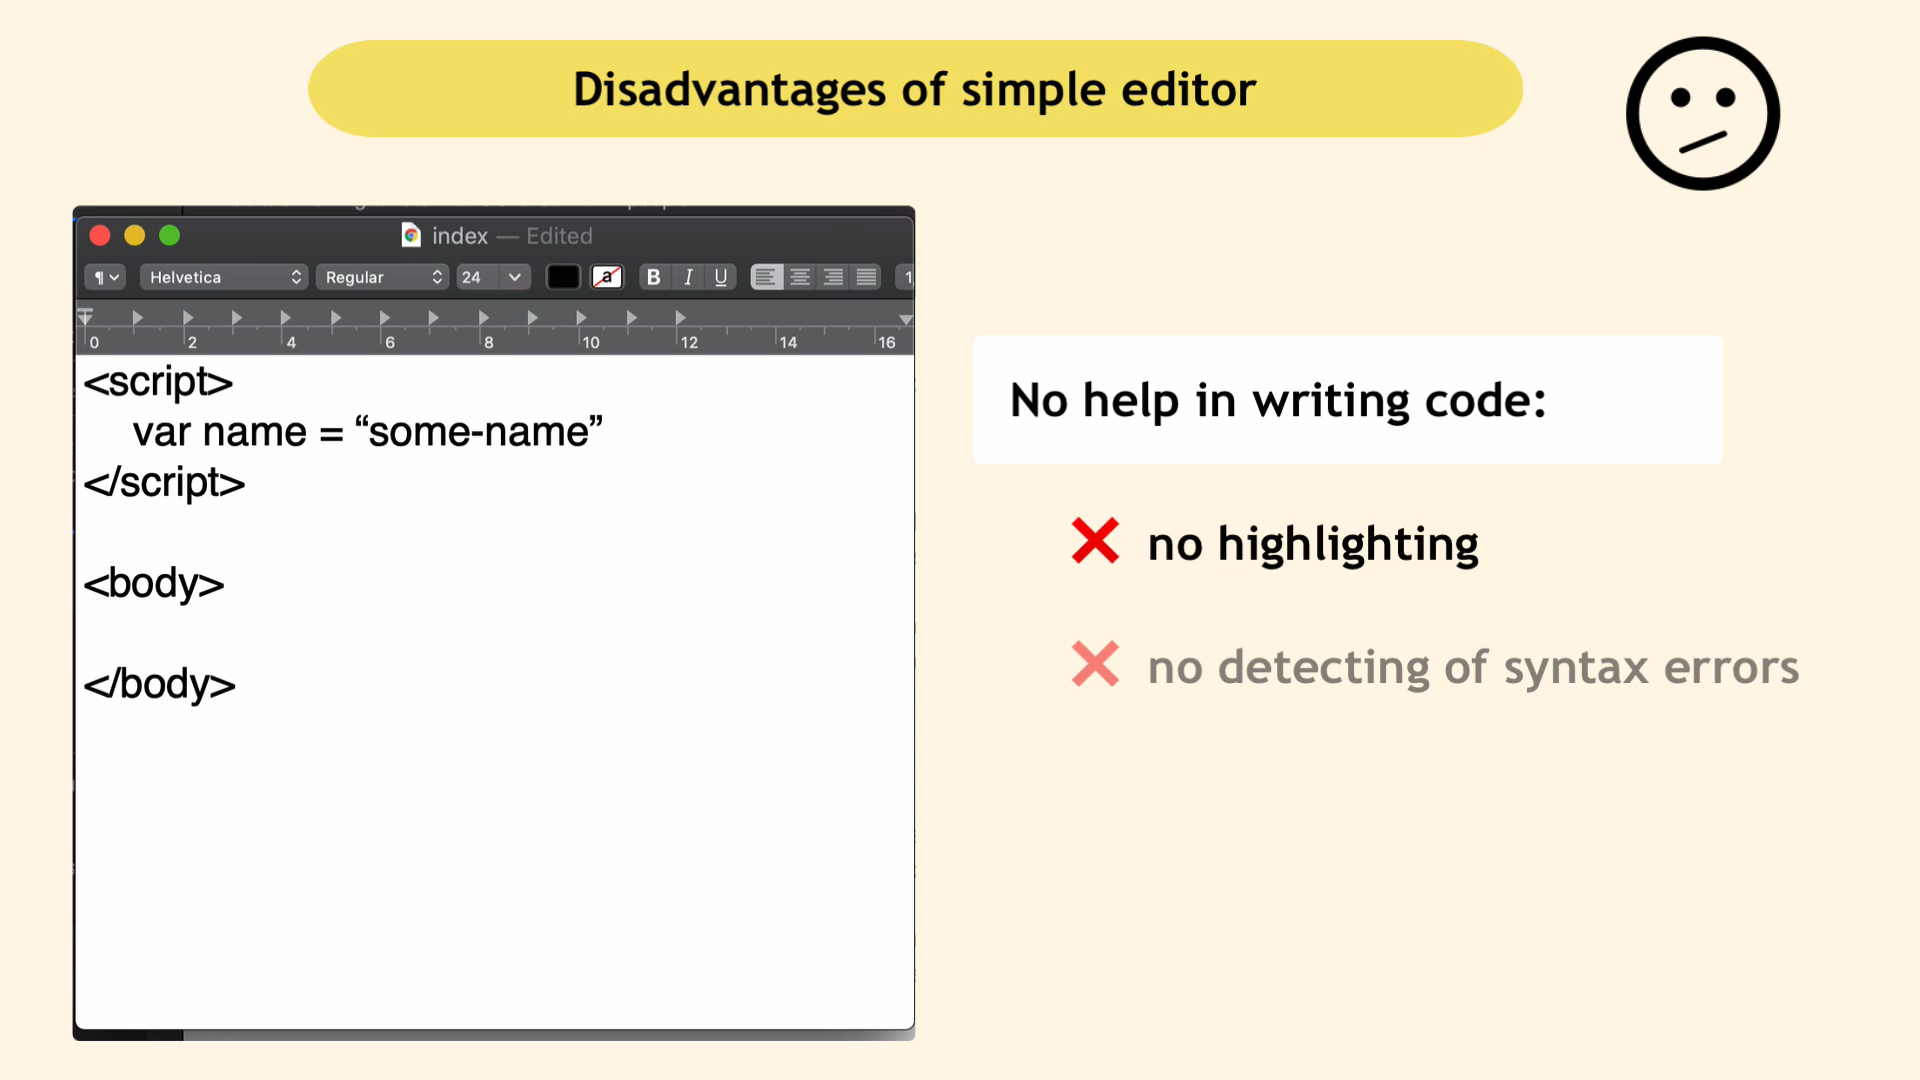 Disadvantages of simple editor
index — Edited
¶ Helvetica Regular 24 a B I U
0 2 4 6 8 10 12 14 16
<script>
var name = “some-name”
</script>
<body>
</body>
No help in writing code:
no highlighting
no detecting of syntax errors